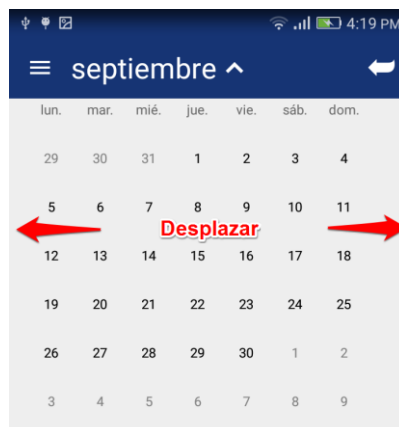 4:19 PM
septiembre
lun. mar. mié. jue. vie. sáb. dom.
29 30 31 1 2 3 4
5 6 7 8 9 10 11
Desplazar
12 13 14 15 16 17 18
19 20 21 22 23 24 25
26 27 28 29 30 1 2
3 4 5 6 7 8 9